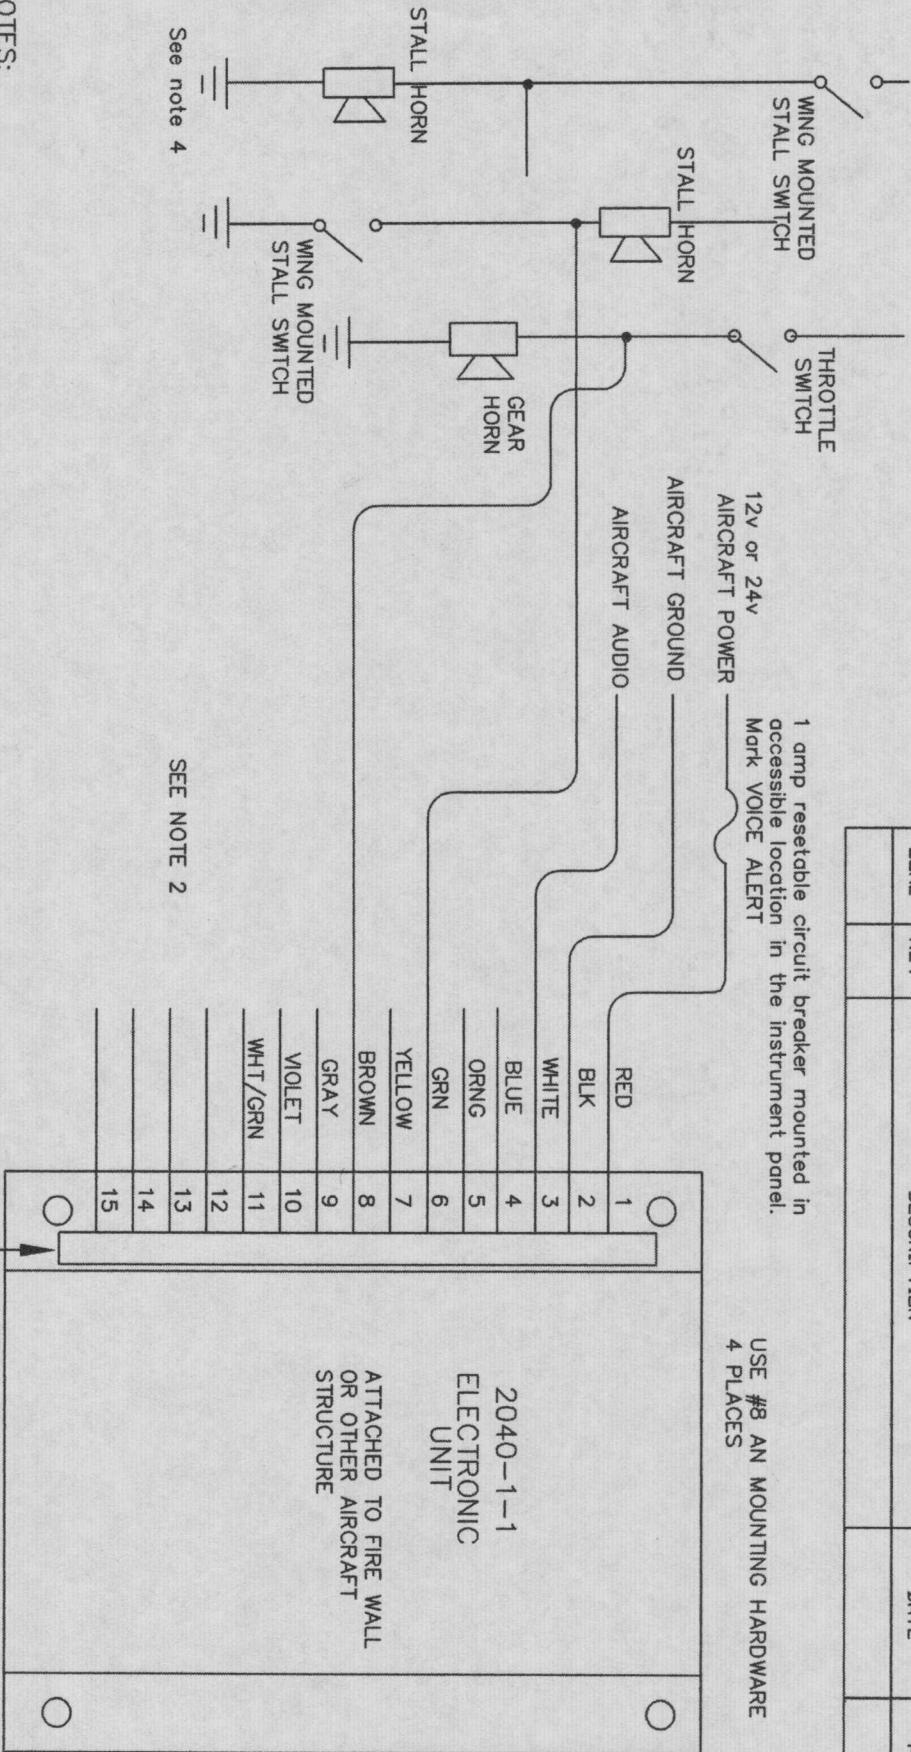 STALL HORN
See note 4
WING MOUNTED
STALL SWITCH
STALL HORN
WING MOUNTED
STALL SWITCH
THROTTLE
SWITCH
GEAR
HORN
12v or 24v
AIRCRAFT POWER
AIRCRAFT GROUND
AIRCRAFT AUDIO
1 amp resetable circuit breaker mounted in
accessible location in the instrument panel.
Mark VOICE ALERT
SEE NOTE 2
RED 1
BLK 2
WHITE 3
BLUE 4
ORNG 5
GRN 6
YELLOW 7
BROWN 8
GRAY 9
VIOLET 10
WHT/GRN 11
12
13
14
15
USE #8 AN MOUNTING HARDWARE
4 PLACES
2040-1-1
ELECTRONIC
UNIT
ATTACHED TO FIRE WALL
OR OTHER AIRCRAFT
STRUCTURE